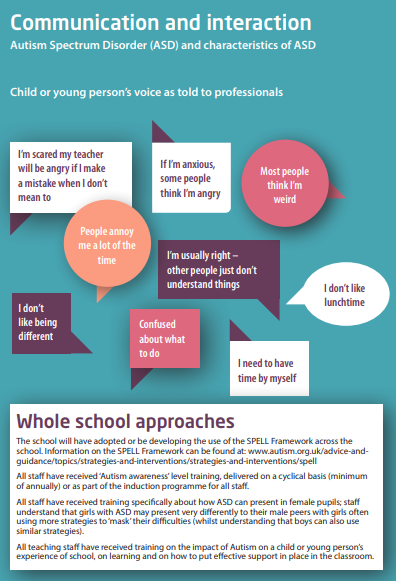 Communication and interaction
Autism Spectrum Disorder (ASD) and characteristics of ASD
Child or young person's voice as told to professionals
I'm scared my teacher
will be angry if I make
a mistake when I don't
mean to
If I'm anxious,
some people
think I'm angry
Most people
think I'm
weird
People annoy
me a lot of the
time
I'm usually right –
other people just don't
understand things
I don't like
lunchtime
I don't
like being
different
Confused
about what
to do
I need to have
time by myself
Whole school approaches
The school will have adopted or be developing the use of the SPELL Framework across the
school. Information on the SPELL Framework can be found at: www.autism.org.uk/advice-and-
guidance/topics/strategies-and-interventions/strategies-and-interventions/spell
All staff have received 'Autism awareness' level training, delivered on a cyclical basis (minimum
of annually) or as part of the induction programme for all staff.
All staff have received training specifically about how ASD can present in female pupils; staff
understand that girls with ASD may present very differently to their male peers with girls often
using more strategies to 'mask' their difficulties (whilst understanding that boys can also use
similar strategies).
All teaching staff have received training on the impact of Autism on a child or young person's
experience of school, on learning and on how to put effective support in place in the classroom.